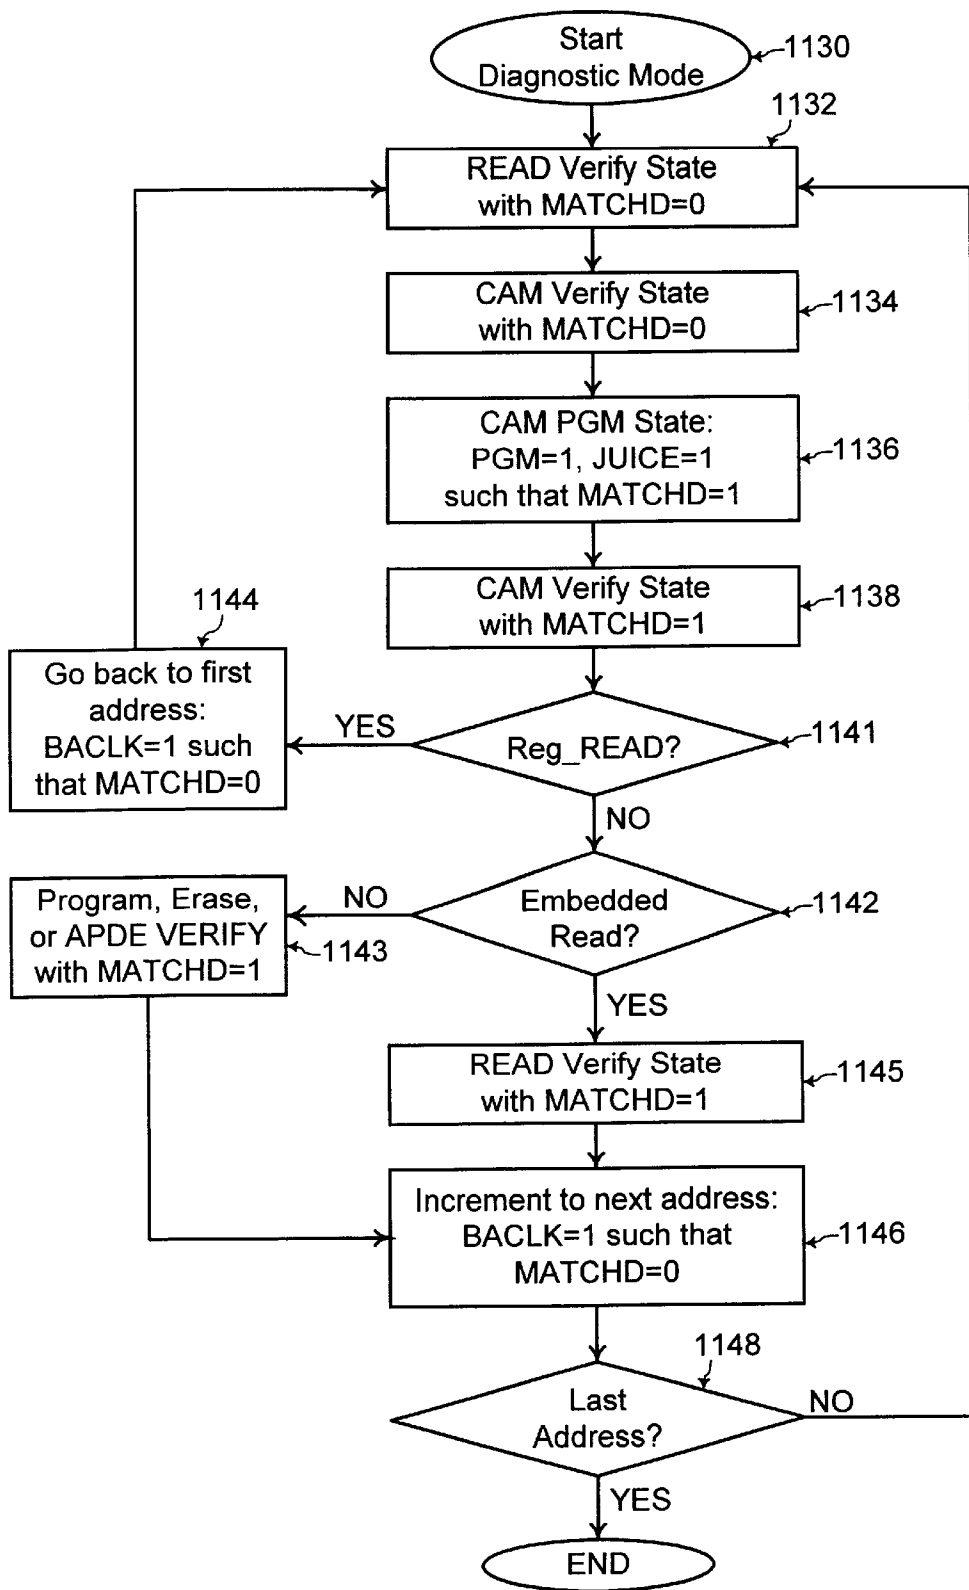 Start
Diagnostic Mode
1130
1132
READ Verify State
with MATCHD=0
CAM Verify State
with MATCHD=0
1134
CAM PGM State:
PGM=1, JUICE=1
such that MATCHD=1
1136
CAM Verify State
with MATCHD=1
1138
1144
Go back to first
address:
BACLK=1 such
that MATCHD=0
YES
Reg_READ?
1141
NO
Program, Erase,
or APDE VERIFY
with MATCHD=1
1143
NO
Embedded
Read?
1142
YES
READ Verify State
with MATCHD=1
1145
Increment to next address:
BACLK=1 such that
MATCHD=0
1146
1148
Last
Address?
NO
YES
END